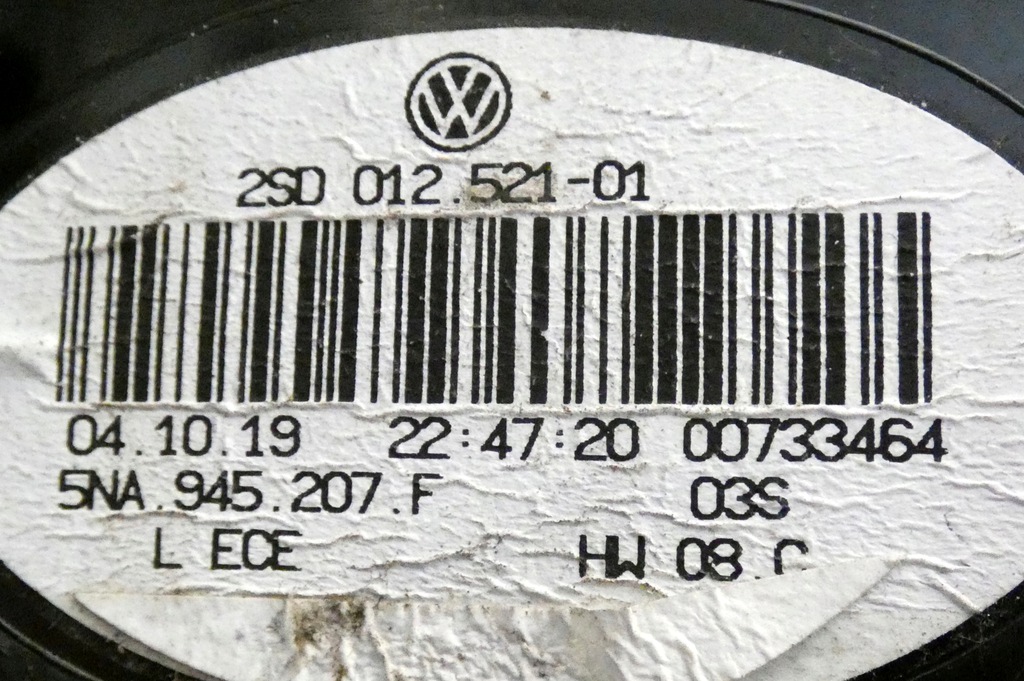 2SD 012.521-01
04.10.19 22:47:20 00733464
5NA.945.207.F 03S
L ECE HW 08.